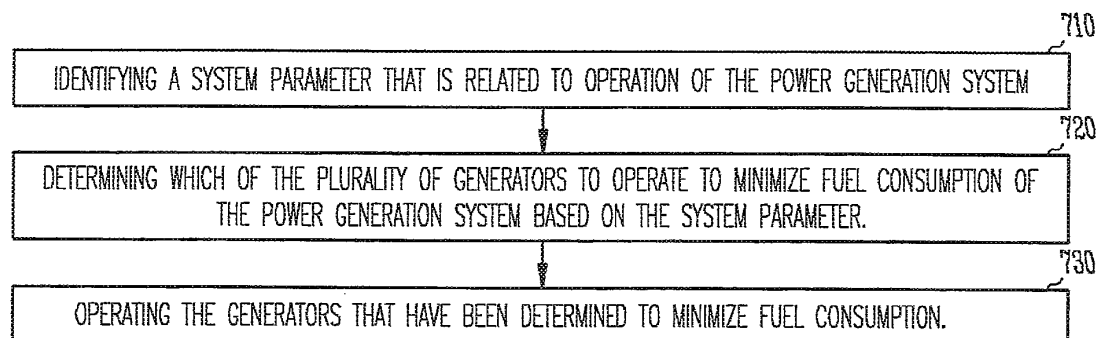 710
IDENTIFYING A SYSTEM PARAMETER THAT IS RELATED TO OPERATION OF THE POWER GENERATION SYSTEM
720
DETERMINING WHICH OF THE PLURALITY OF GENERATORS TO OPERATE TO MINIMIZE FUEL CONSUMPTION OF
THE POWER GENERATION SYSTEM BASED ON THE SYSTEM PARAMETER.
730
OPERATING THE GENERATORS THAT HAVE BEEN DETERMINED TO MINIMIZE FUEL CONSUMPTION.